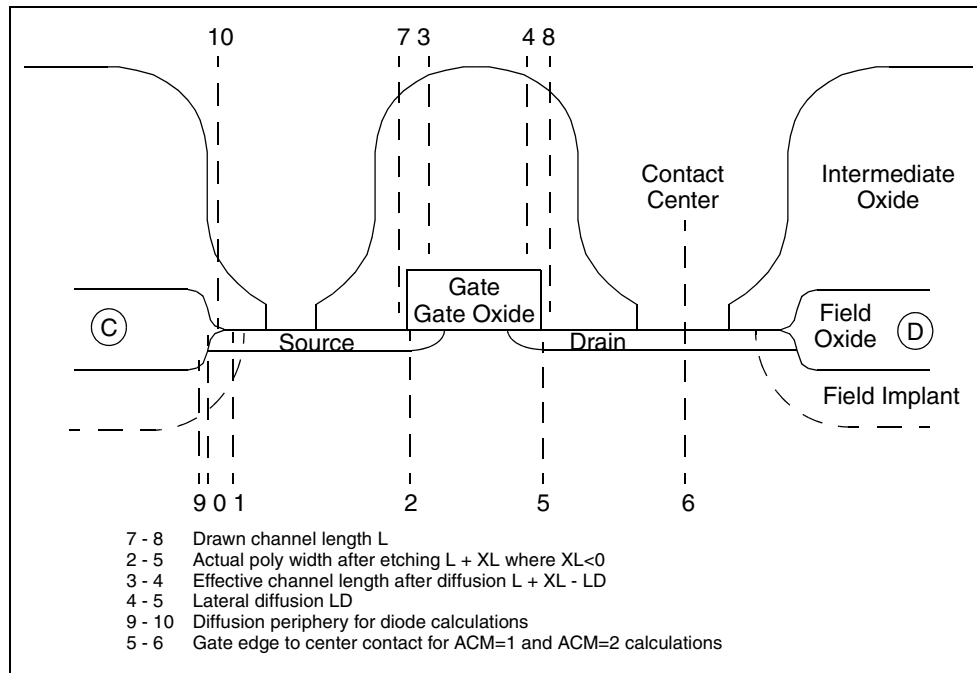 10
7 3
4 8
Contact
Center
Intermediate
Oxide
Gate
Gate Oxide
C
Source
Drain
Field
Oxide
D
Field Implant
9 0 1
2
5
6
7 - 8 Drawn channel length L
2 - 5 Actual poly width after etching L + XL where XL<0
3 - 4 Effective channel length after diffusion L + XL - LD
4 - 5 Lateral diffusion LD
9 - 10 Diffusion periphery for diode calculations
5 - 6 Gate edge to center contact for ACM=1 and ACM=2 calculations